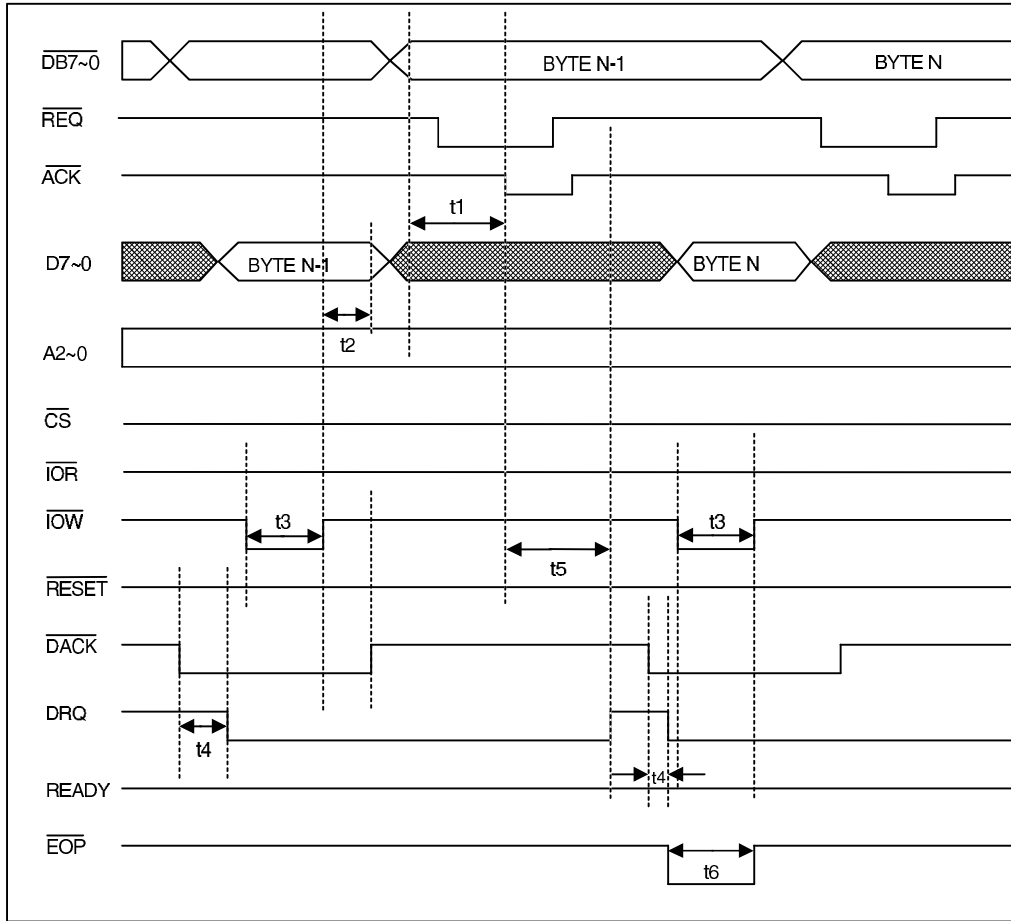 DB7~0 BYTE N-1 BYTE N
REQ
ACK
t1
D7~0 BYTE N-1 BYTE N
t2
A2~0
CS
IOR
IOW t3 t3
t5
RESET
DACK
DRQ
t4
t4
READY
EOP
t6